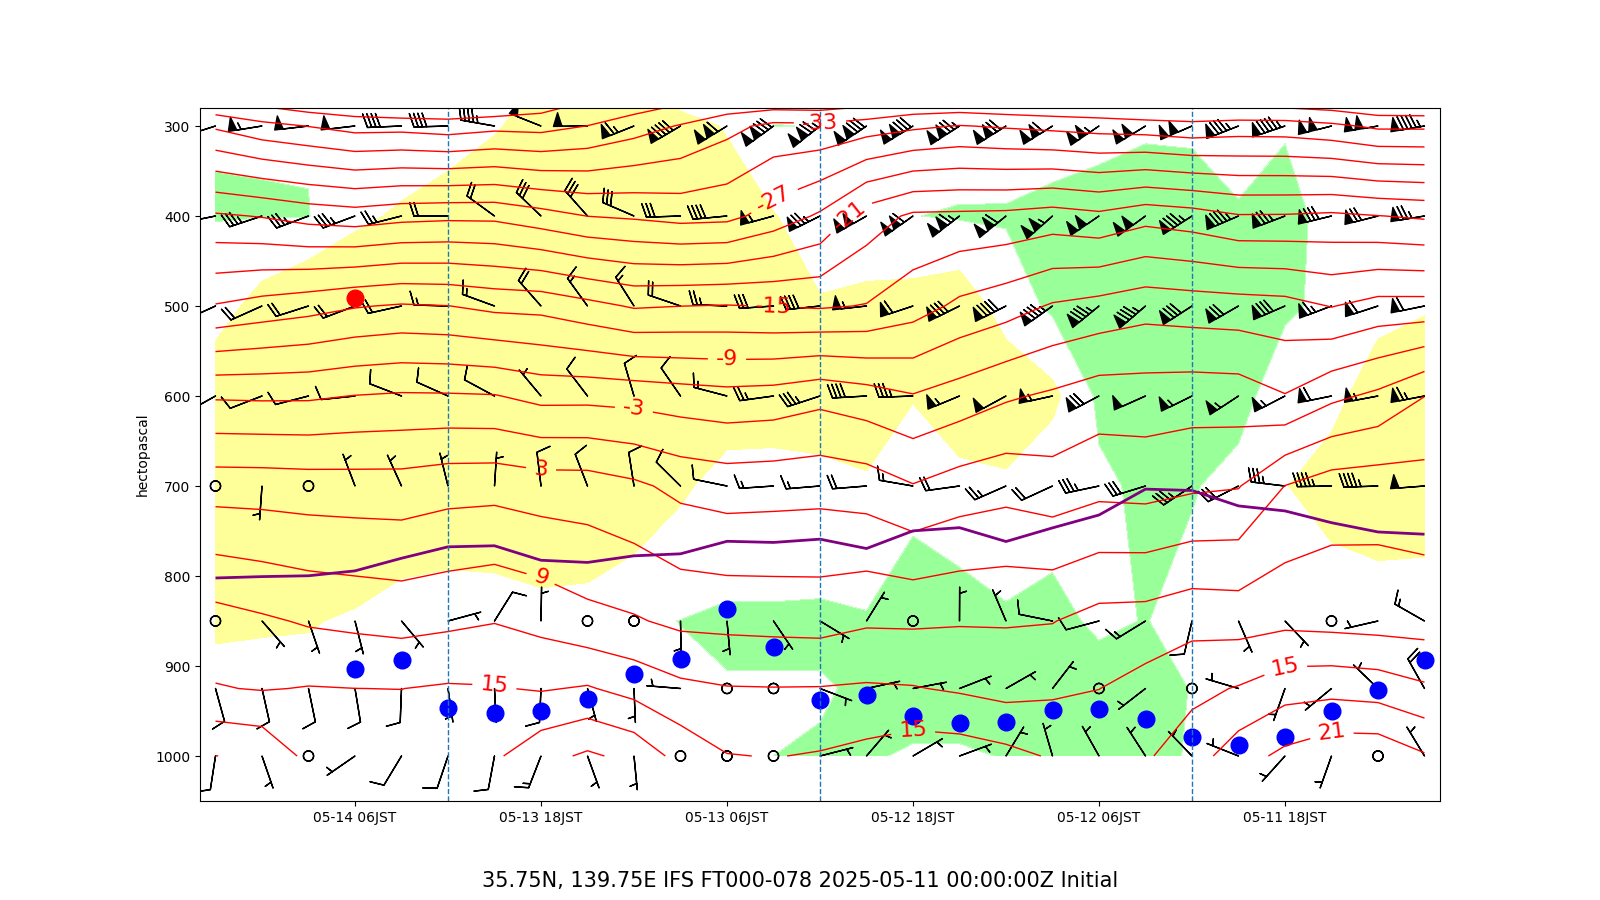 300
400
500
600
700
800
900
1000
hectopascal
-33
-27
-21
-15
-9
-3
3
9
15
15
15
21
05-14 06JST
05-13 18JST
05-13 06JST
05-12 18JST
05-12 06JST
05-11 18JST
35.75N, 139.75E IFS FT000-078 2025-05-11 00:00:00Z Initial